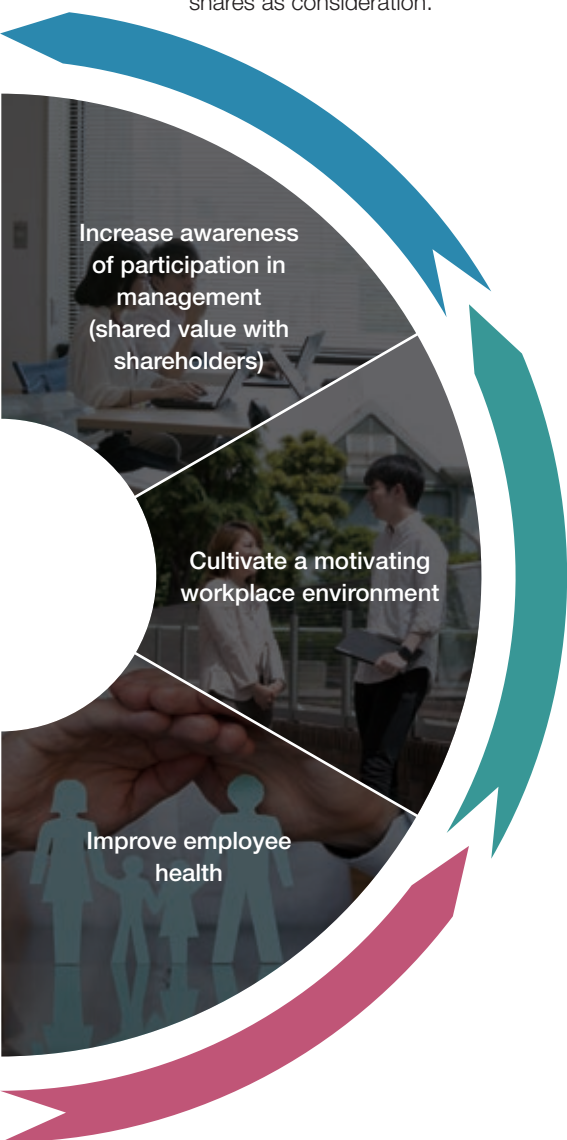 shares as consideration.
Increase awareness
of participation in
management
(shared value with
shareholders)
Cultivate a motivating
workplace environment
Improve employee
health